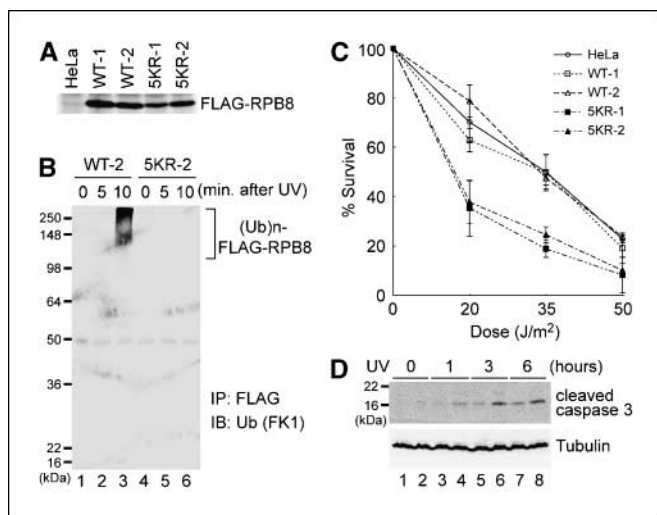 A
HeLa
WT-1
WT-2
5KR-1
5KR-2
FLAG-RPB8
B
WT-2 5KR-2
0 5 10 0 5 10 (min. after UV)
250
148
98
64
50
36
22
16
(kDa)
(Ub)n-
FLAG-RPB8
IP: FLAG
IB: Ub (FK1)
1 2 3 4 5 6
C
% Survival
100
80
60
40
20
0
0 20 35 50
Dose (J/m²)
HeLa
WT-1
WT-2
5KR-1
5KR-2
D
UV 0 1 3 6 (hours)
22
16
(kDa)
cleaved
caspase 3
Tubulin
1 2 3 4 5 6 7 8